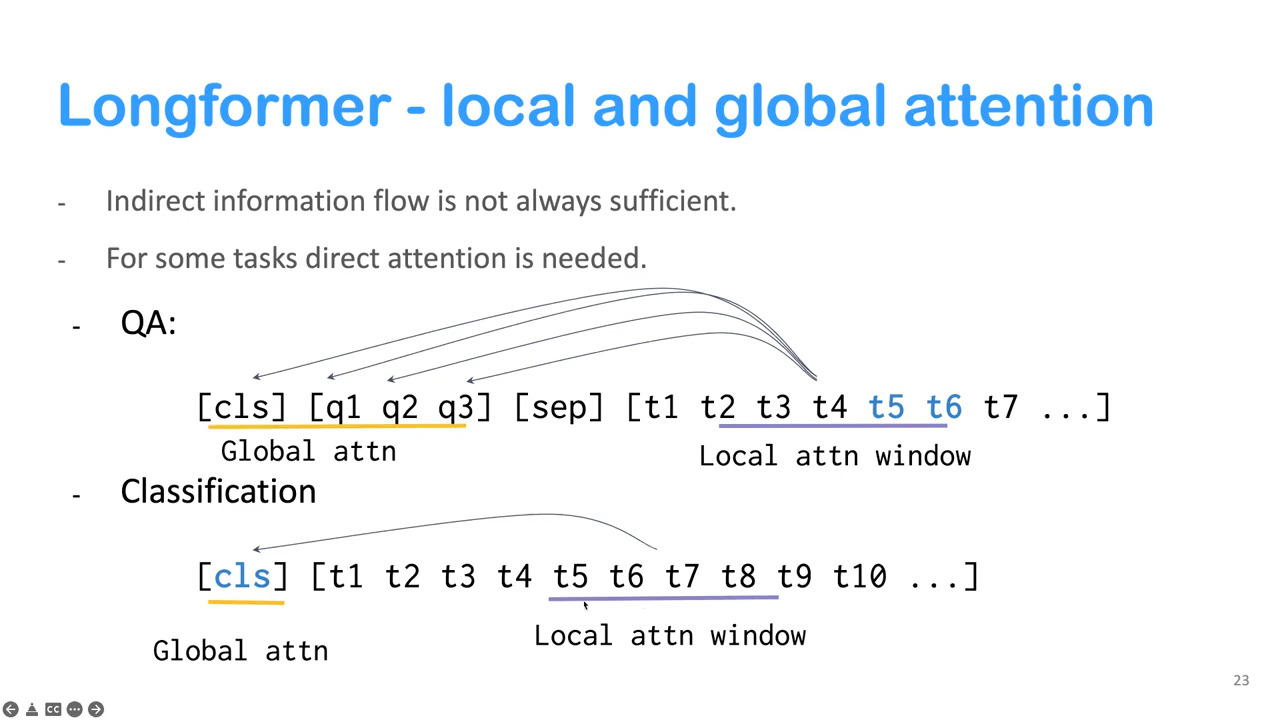 Longformer - local and global attention
- Indirect information flow is not always sufficient.
- For some tasks direct attention is needed.
- QA:
[cls] [q1 q2 q3] [sep] [t1 t2 t3 t4 t5 t6 t7 ...]
Global attn
Local attn window
- Classification
[cls] [t1 t2 t3 t4 t5 t6 t7 t8 t9 t10 ...]
Local attn window
Global attn
23
CC